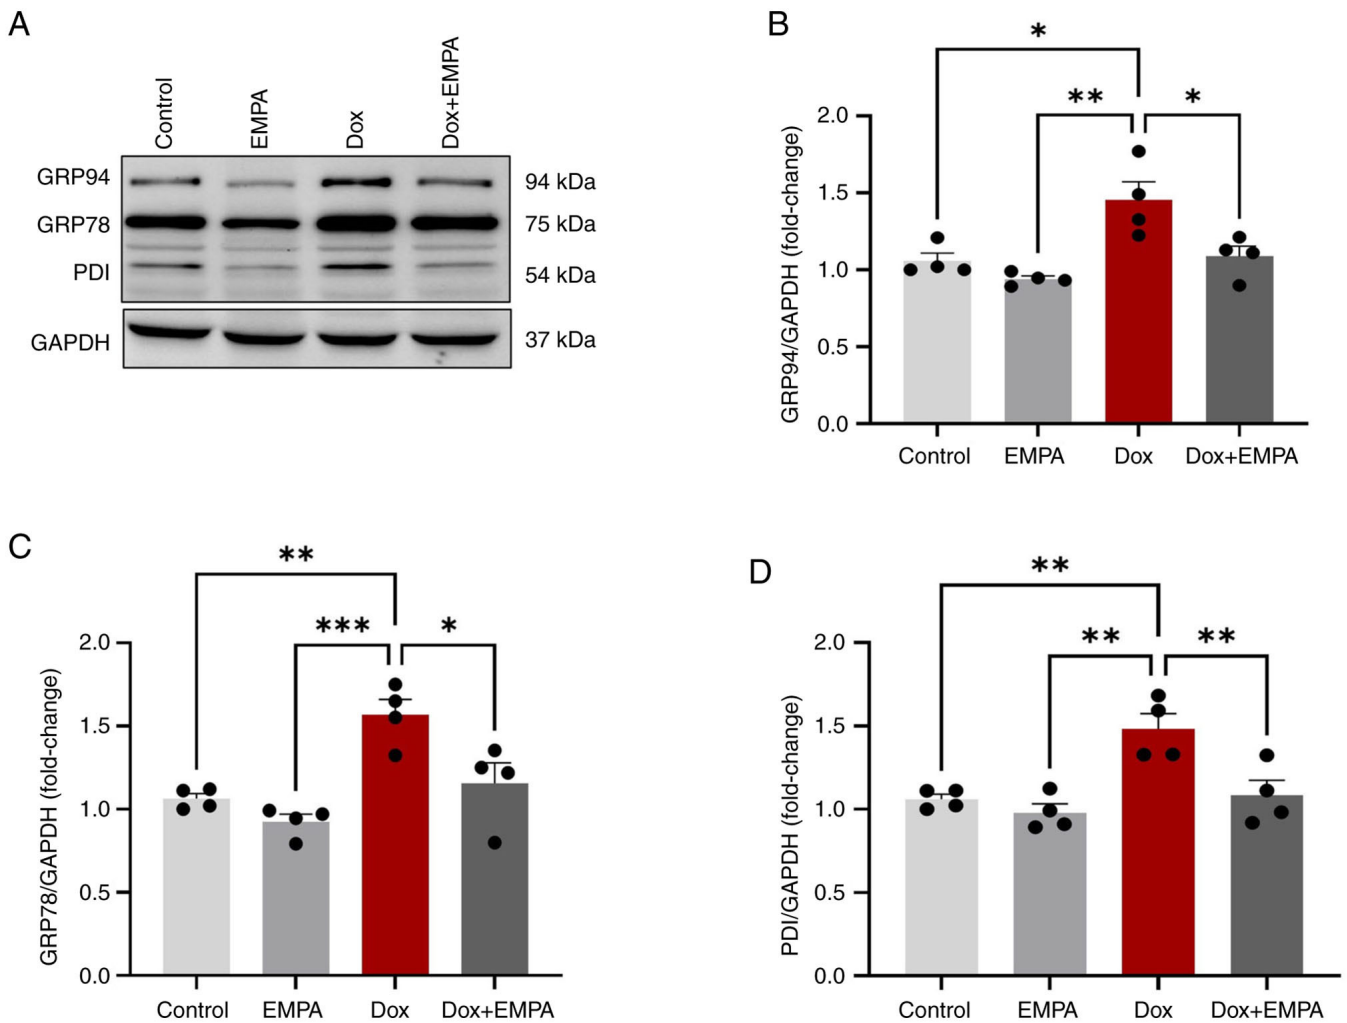 A
Control
EMPA
Dox
Dox+EMPA
GRP94
94 kDa
GRP78
75 kDa
PDI
54 kDa
GAPDH
37 kDa
B
*
** *
GRP94/GAPDH (fold-change)
2.0
1.5
1.0
0.5
0.0
Control EMPA Dox Dox+EMPA
C
**
*** *
GRP78/GAPDH (fold-change)
2.0
1.5
1.0
0.5
0.0
Control EMPA Dox Dox+EMPA
D
**
** **
PDI/GAPDH (fold-change)
2.0
1.5
1.0
0.5
0.0
Control EMPA Dox Dox+EMPA